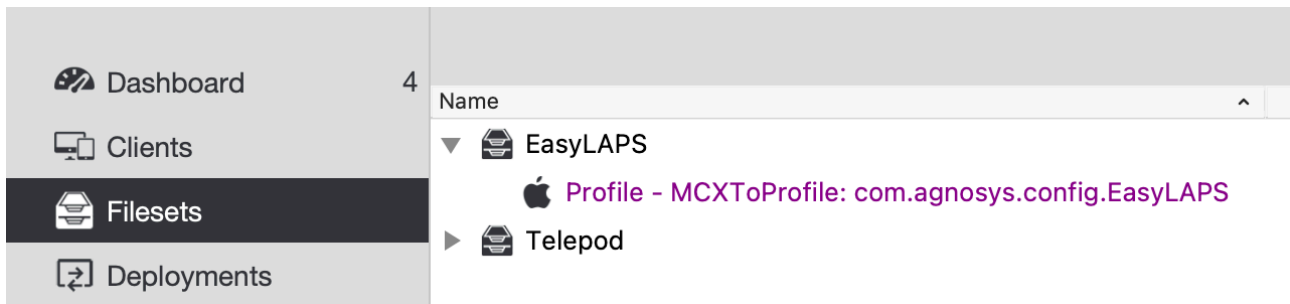 Dashboard 4
Clients
Filesets
Deployments
Name
EasyLAPS
Profile - MCXToProfile: com.agnosys.config.EasyLAPS
Telepod